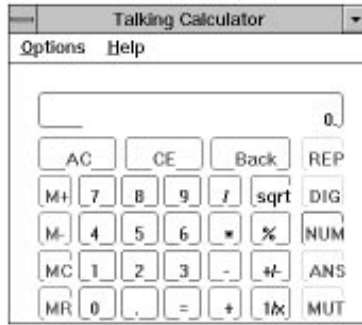 Talking Calculator
Options Help
0.
AC CE Back REP
M+ 7 8 9 / sqrt DIG
M- 4 5 6 * % NUM
MC 1 2 3 - +/- ANS
MR 0 . = + 1/x MUT